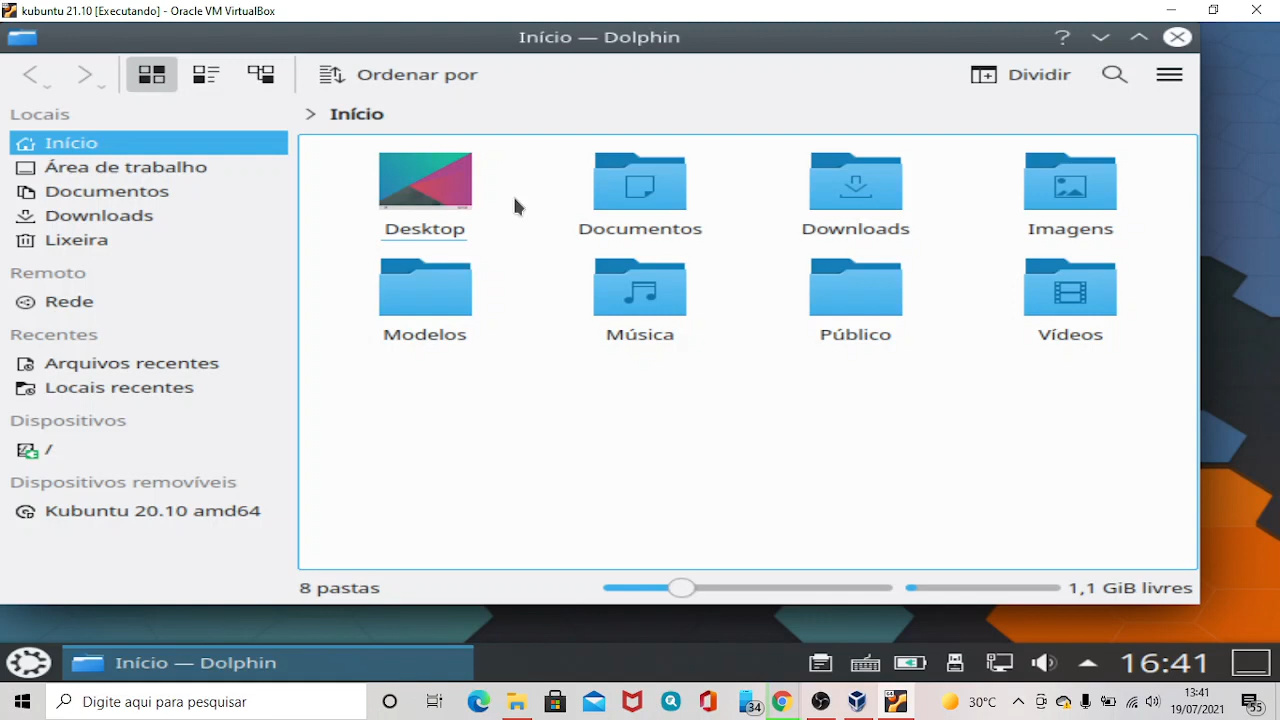 kubuntu 21.10 [Executando] - Oracle VM VirtualBox
Início — Dolphin
Ordenar por
Dividir
Locais
Início
Área de trabalho
Documentos
Downloads
Lixeira
Remoto
Rede
Recentes
Arquivos recentes
Locais recentes
Dispositivos
/
Dispositivos removíveis
Kubuntu 20.10 amd64
> Início
Desktop
Documentos
Downloads
Imagens
Modelos
Música
Público
Vídeos
8 pastas
1,1 GiB livres
Início — Dolphin
16:41
Digite aqui para pesquisar
34
30°C
13:41
19/07/2021
55